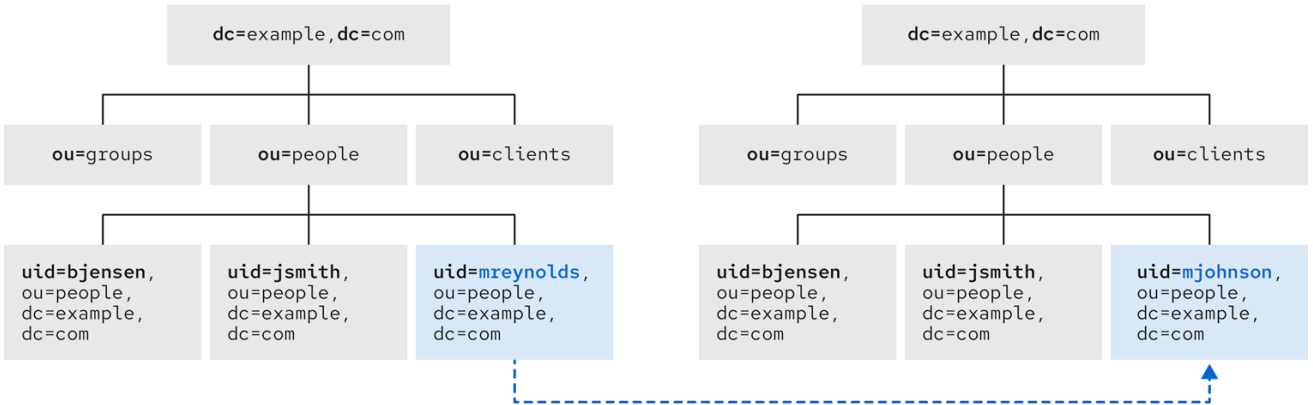 dc=example,dc=com
ou=groups
ou=people
ou=clients
uid=bjensen,
ou=people,
dc=example,
dc=com
uid=jsmith,
ou=people,
dc=example,
dc=com
uid=mreynolds,
ou=people,
dc=example,
dc=com
dc=example,dc=com
ou=groups
ou=people
ou=clients
uid=bjensen,
ou=people,
dc=example,
dc=com
uid=jsmith,
ou=people,
dc=example,
dc=com
uid=mjohnson,
ou=people,
dc=example,
dc=com